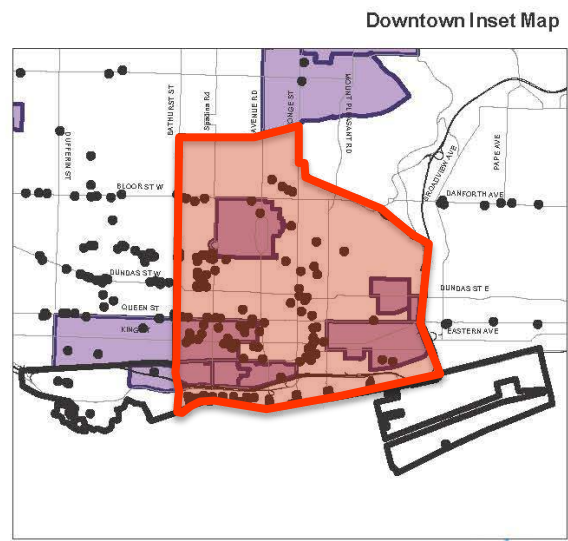 Downtown Inset Map
BATHURST ST
Spadina Rd
AVENUE RD
ONGE ST
MOUNT PLEASANT RD
DUFFERIN ST
BROADVIEW AVE
PAPE AVE
BLOOR ST W
DANFORTH AVE
DUNDAS ST W
DUNDAS ST E
QUEEN ST
KING
EASTERN AVE